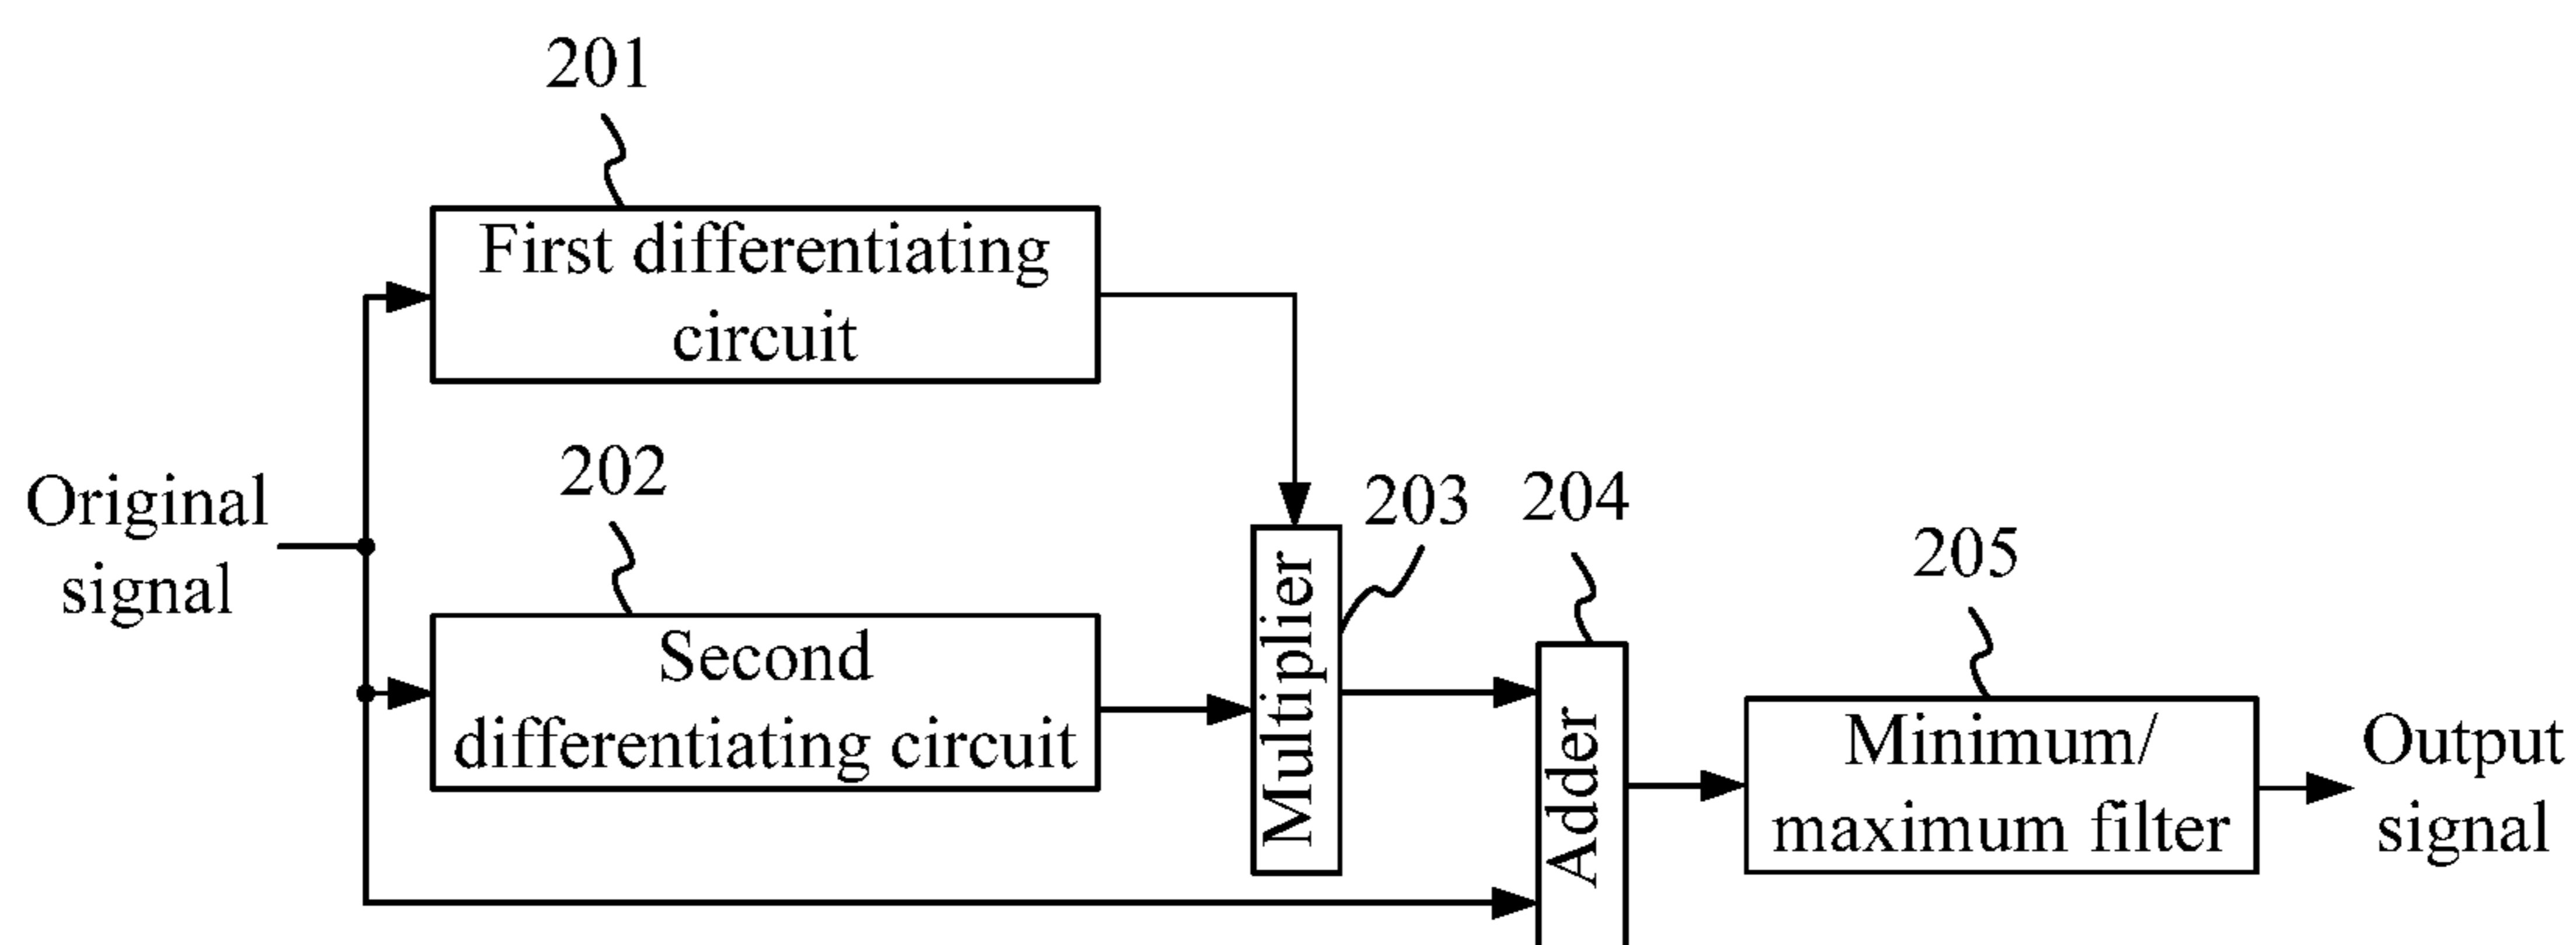 201
First differentiating
circuit
Original
signal
202
Second
differentiating circuit
203
Multiplier
204
Adder
205
Minimum/
maximum filter
Output
signal